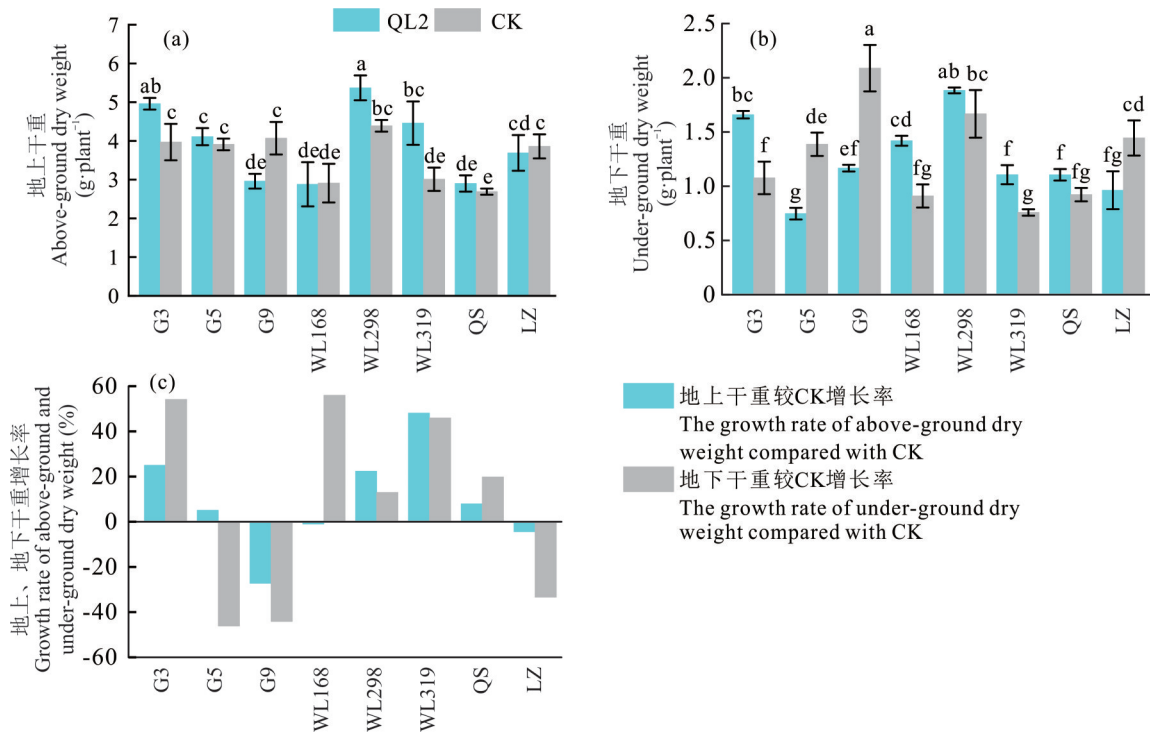 QL2 CK
(a)
地上干重
Above-ground dry weight
(g·plant⁻¹)
7
6
5
4
3
2
1
0
ab c c c de c de de a bc bc de de e cd c
G3 G5 G9 WL168 WL298 WL319 QS LZ
(b)
地下干重
Under-ground dry weight
(g·plant⁻¹)
2.5
2.0
1.5
1.0
0.5
0
bc f g de ef a cd fg ab bc f g f fg fg cd
G3 G5 G9 WL168 WL298 WL319 QS LZ
(c)
地上、地下干重增长率
Growth rate of above-ground and
under-ground dry weight (%)
60
40
20
0
-20
-40
-60
G3 G5 G9 WL168 WL298 WL319 QS LZ
地上干重较CK增长率
The growth rate of above-ground dry
weight compared with CK
地下干重较CK增长率
The growth rate of under-ground dry
weight compared with CK